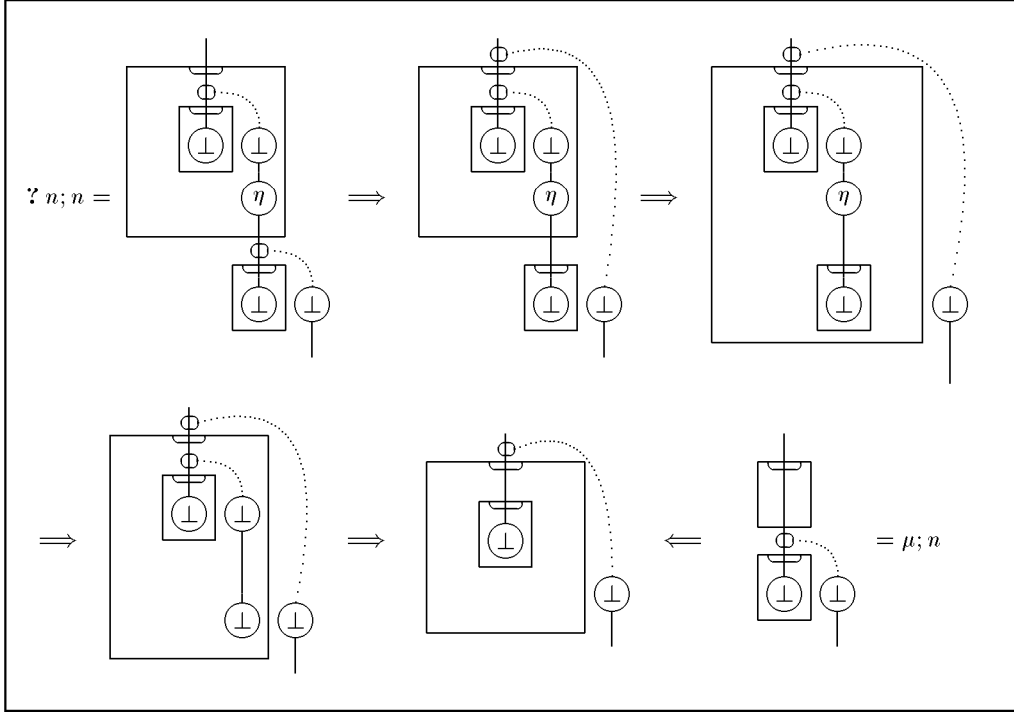 ? n; n = ⊥ ⊥ η ⊥ ⊥ ⟹ ⊥ ⊥ η ⊥ ⊥ ⟹ ⊥ ⊥ η ⊥ ⊥
⟹ ⊥ ⊥ ⊥ ⊥ ⟹ ⊥ ⊥ ⟸ ⊥ ⊥ = μ; n